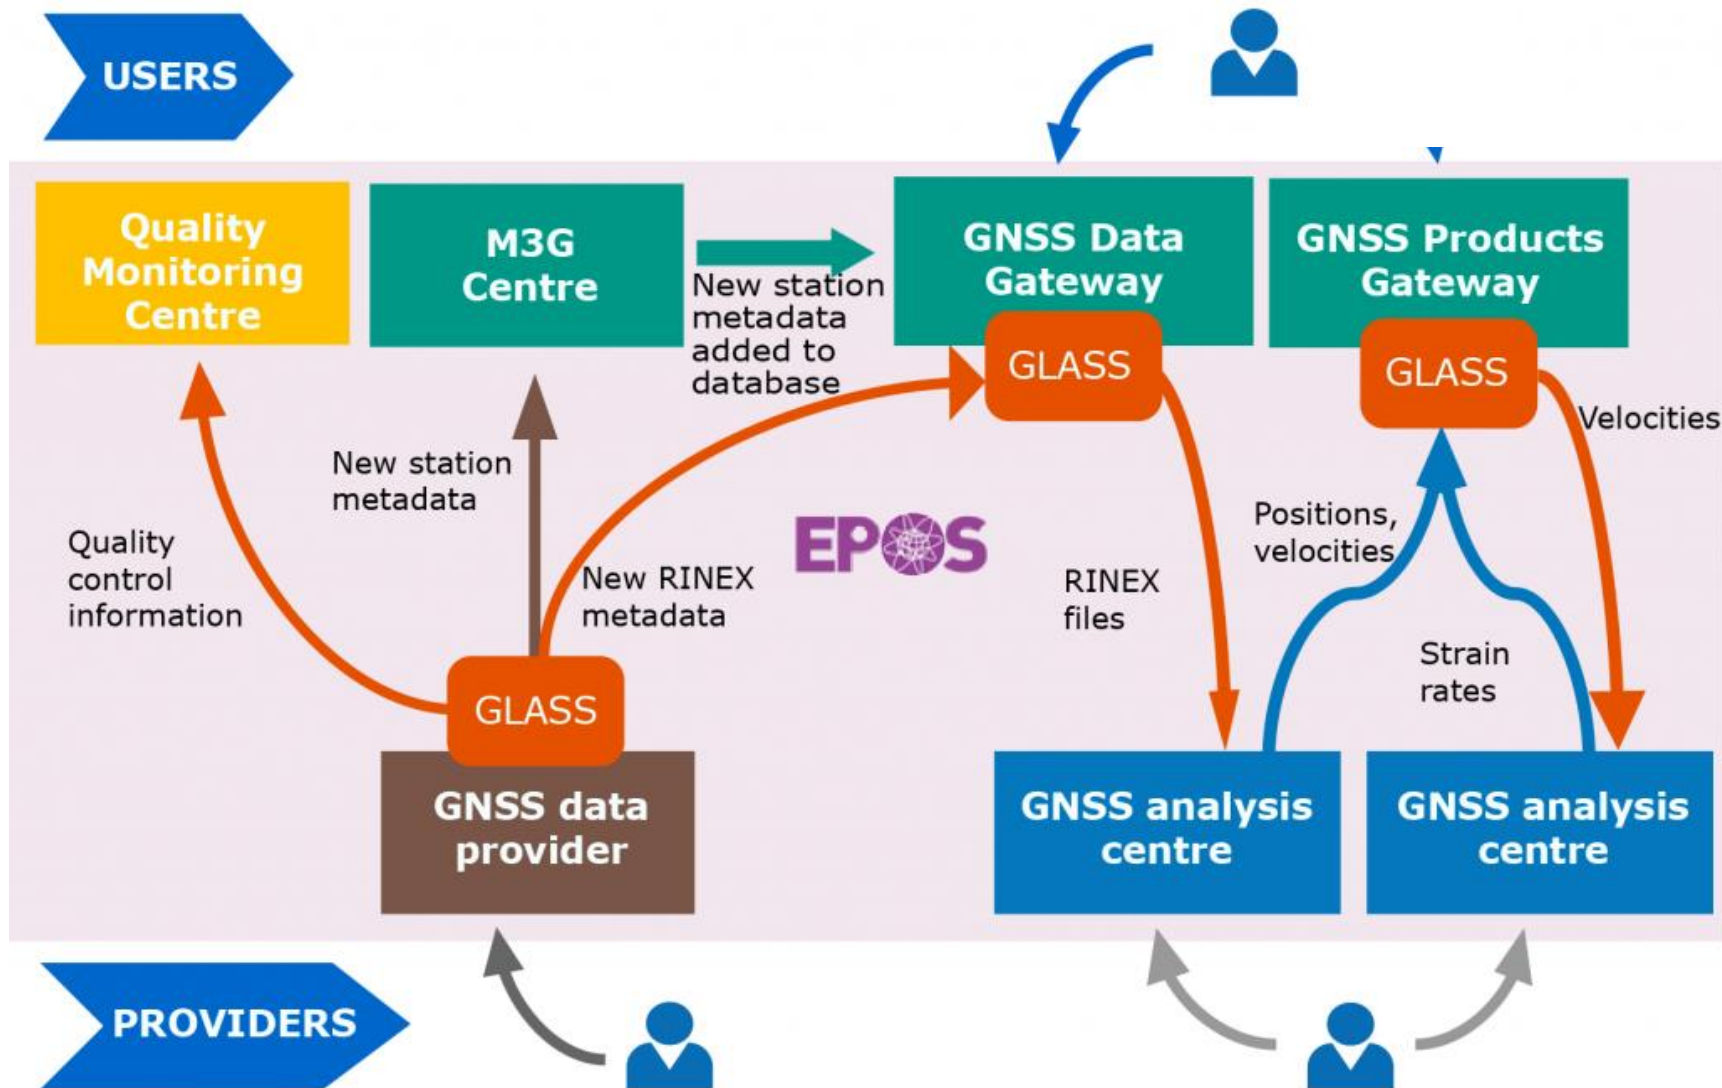 USERS
Quality
Monitoring
Centre
M3G
Centre
New station
metadata
added to
database
GNSS Data
Gateway
GLASS
GNSS Products
Gateway
GLASS
Velocities
New station
metadata
Quality
control
information
New RINEX
metadata
EPOS
RINEX
files
Positions,
velocities
Strain
rates
GLASS
GNSS data
provider
GNSS analysis
centre
GNSS analysis
centre
PROVIDERS